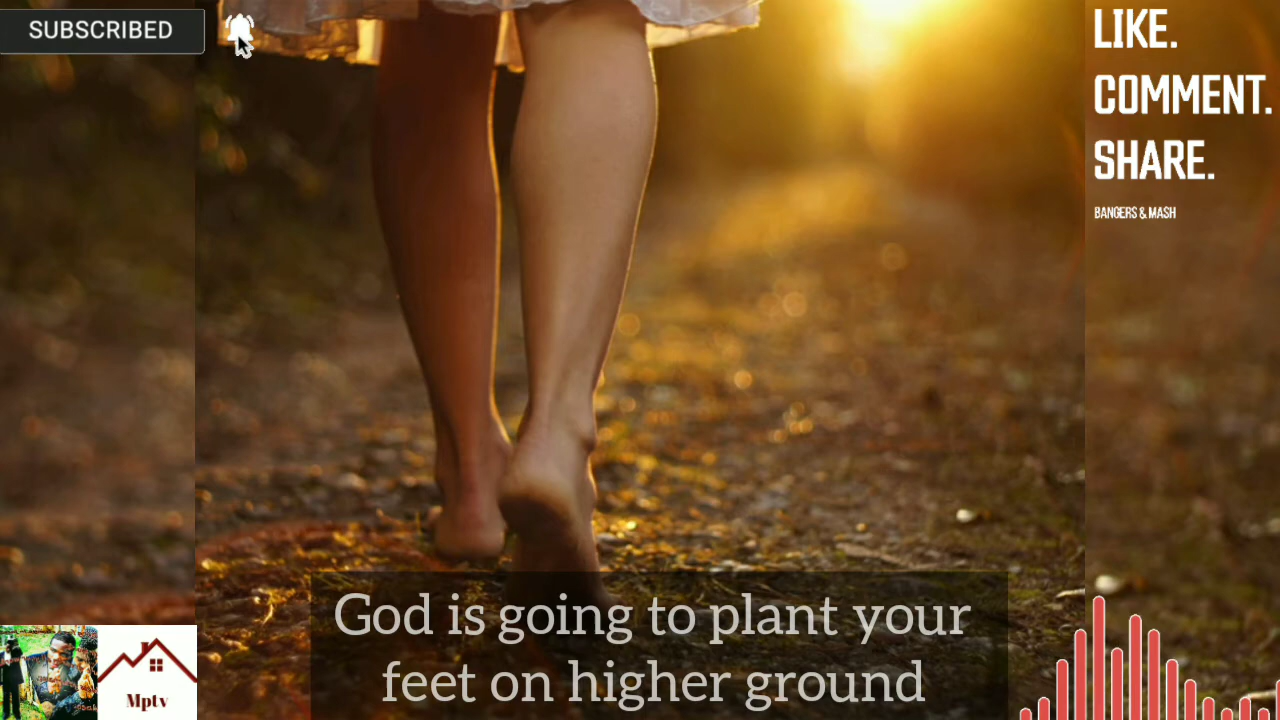 SUBSCRIBED
LIKE.
COMMENT.
SHARE.
BANGERS & MASH
God is going to plant your
feet on higher ground
Mptv